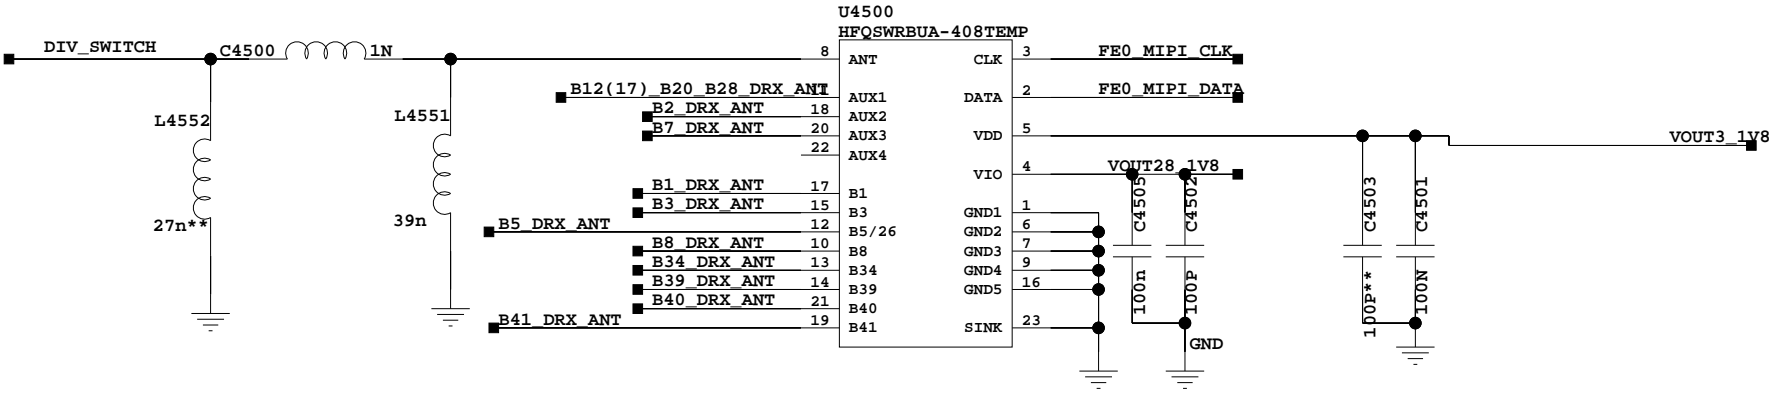 U4500
HFQSWRBUA-408TEMP
DIV_SWITCH
C4500
1N
L4552
27n**
L4551
39n
8 ANT
B12(17)_B20_B28_DRX_ANT 11 AUX1
B2_DRX_ANT 18 AUX2
B7_DRX_ANT 20 AUX3
22 AUX4
B1_DRX_ANT 17 B1
B3_DRX_ANT 15 B3
B5_DRX_ANT 12 B5/26
B8_DRX_ANT 10 B8
B34_DRX_ANT 13 B34
B39_DRX_ANT 14 B39
B40_DRX_ANT 21 B40
B41_DRX_ANT 19 B41
CLK 3 FE0_MIPI_CLK
DATA 2 FE0_MIPI_DATA
VDD 5 VOUT3_1V8
VIO 4 VOUT28_1V8
GND1 1
GND2 6
GND3 7
GND4 9
GND5 16
SINK 23
C4505
100n
C4502
100P
GND
C4503
100P**
C4501
100N